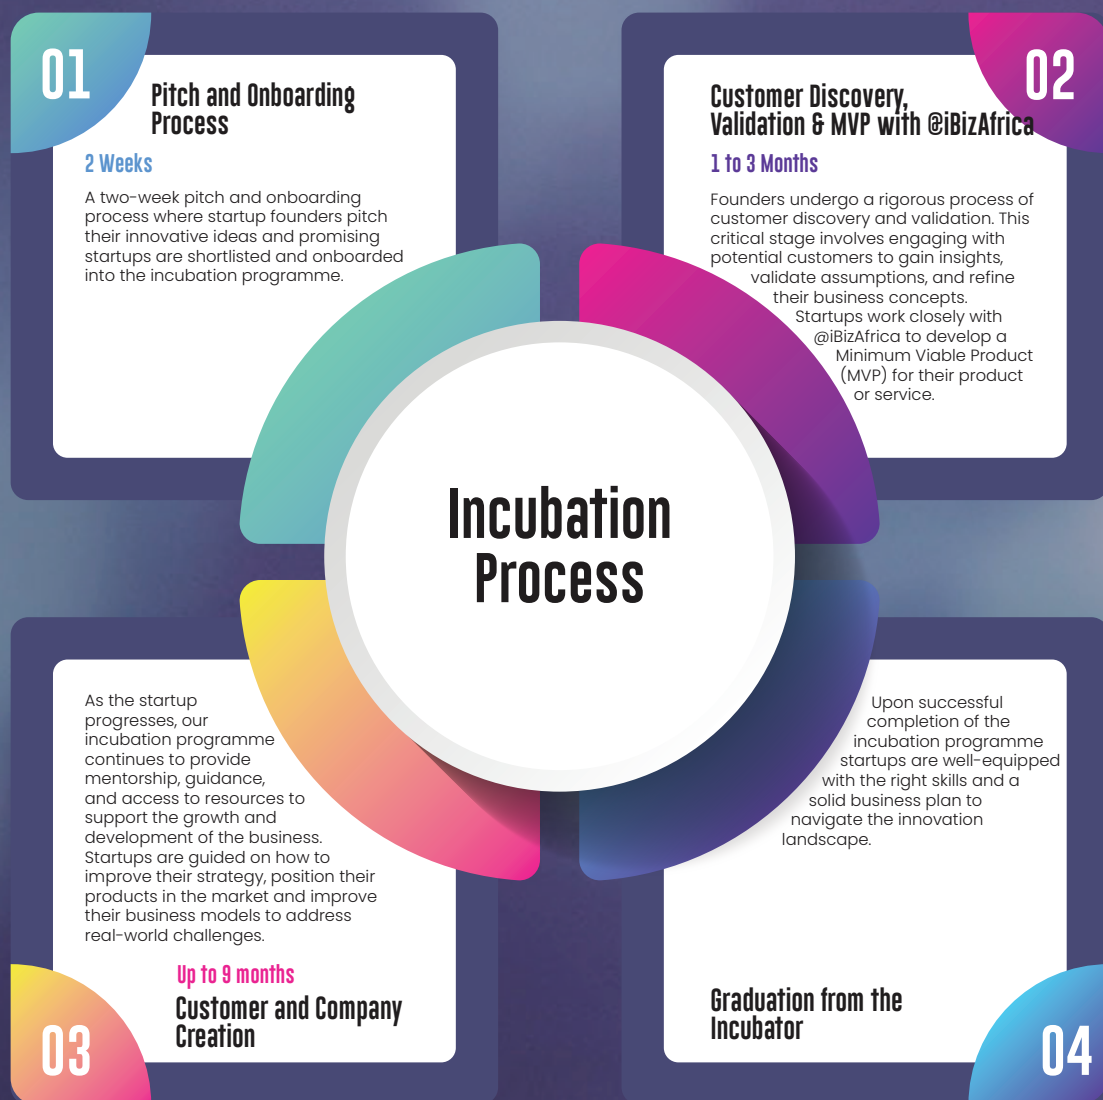 01
Pitch and Onboarding
Process
2 Weeks
A two-week pitch and onboarding
process where startup founders pitch
their innovative ideas and promising
startups are shortlisted and onboarded
into the incubation programme.
02
Customer Discovery,
Validation & MVP with @iBizAfrica
1 to 3 Months
Founders undergo a rigorous process of
customer discovery and validation. This
critical stage involves engaging with
potential customers to gain insights,
validate assumptions, and refine
their business concepts.
Startups work closely with
@iBizAfrica to develop a
Minimum Viable Product
(MVP) for their product
or service.
Incubation
Process
As the startup
progresses, our
incubation programme
continues to provide
mentorship, guidance,
and access to resources to
support the growth and
development of the business.
Startups are guided on how to
improve their strategy, position their
products in the market and improve
their business models to address
real-world challenges.
Up to 9 months
Customer and Company
Creation
03
Upon successful
completion of the
incubation programme
startups are well-equipped
with the right skills and a
solid business plan to
navigate the innovation
landscape.
Graduation from the
Incubator
04